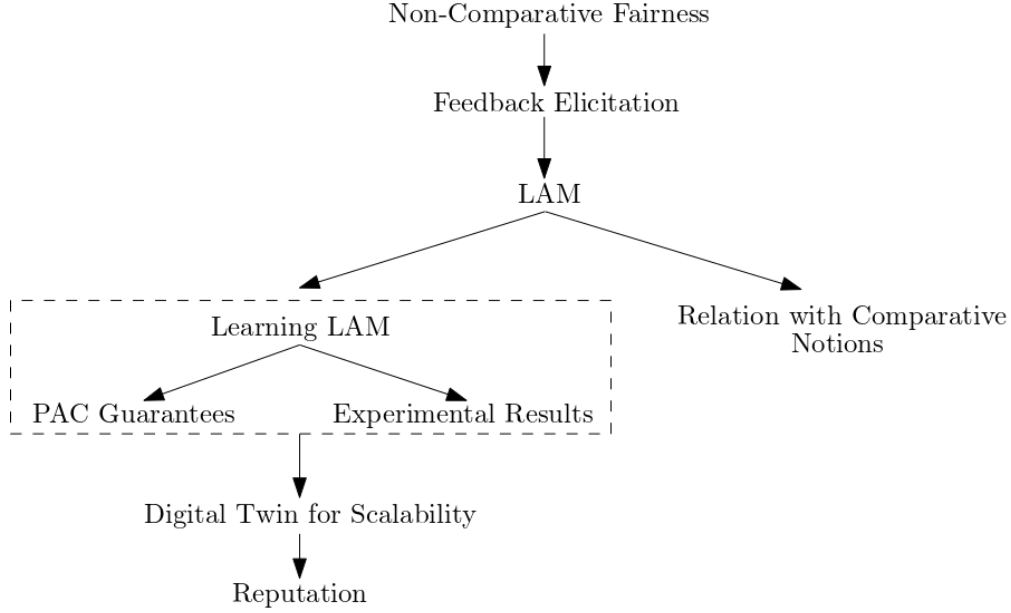 Non-Comparative Fairness
Feedback Elicitation
LAM
Learning LAM
PAC Guarantees
Experimental Results
Relation with Comparative
Notions
Digital Twin for Scalability
Reputation